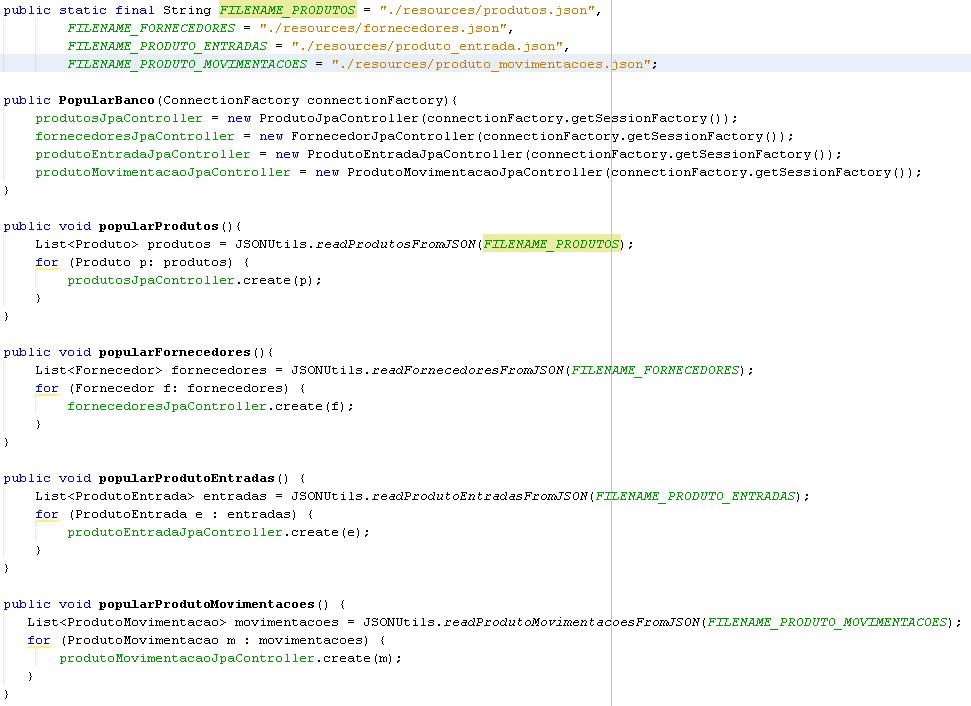 public static final String FILENAME_PRODUTOS = "./resources/produtos.json",
FILENAME_FORNECEDORES = "./resources/fornecedores.json",
FILENAME_PRODUTO_ENTRADAS = "./resources/produto_entrada.json",
FILENAME_PRODUTO_MOVIMENTACOES = "./resources/produto_movimentacoes.json";
public PopularBanco(ConnectionFactory connectionFactory){
produtosJpaController = new ProdutoJpaController(connectionFactory.getSessionFactory());
fornecedoresJpaController = new FornecedorJpaController(connectionFactory.getSessionFactory());
produtoEntradaJpaController = new ProdutoEntradaJpaController(connectionFactory.getSessionFactory());
produtoMovimentacaoJpaController = new ProdutoMovimentacaoJpaController(connectionFactory.getSessionFactory());
}
public void popularProdutos(){
List<Produto> produtos = JSONUtils.readProdutosFromJSON(FILENAME_PRODUTOS);
for (Produto p: produtos) {
produtosJpaController.create(p);
}
}
public void popularFornecedores(){
List<Fornecedor> fornecedores = JSONUtils.readFornecedoresFromJSON(FILENAME_FORNECEDORES);
for (Fornecedor f: fornecedores) {
fornecedoresJpaController.create(f);
}
}
public void popularProdutoEntradas() {
List<ProdutoEntrada> entradas = JSONUtils.readProdutoEntradasFromJSON(FILENAME_PRODUTO_ENTRADAS);
for (ProdutoEntrada e : entradas) {
produtoEntradaJpaController.create(e);
}
}
public void popularProdutoMovimentacoes() {
List<ProdutoMovimentacao> movimentacoes = JSONUtils.readProdutoMovimentacoesFromJSON(FILENAME_PRODUTO_MOVIMENTACOES);
for (ProdutoMovimentacao m : movimentacoes) {
produtoMovimentacaoJpaController.create(m);
}
}